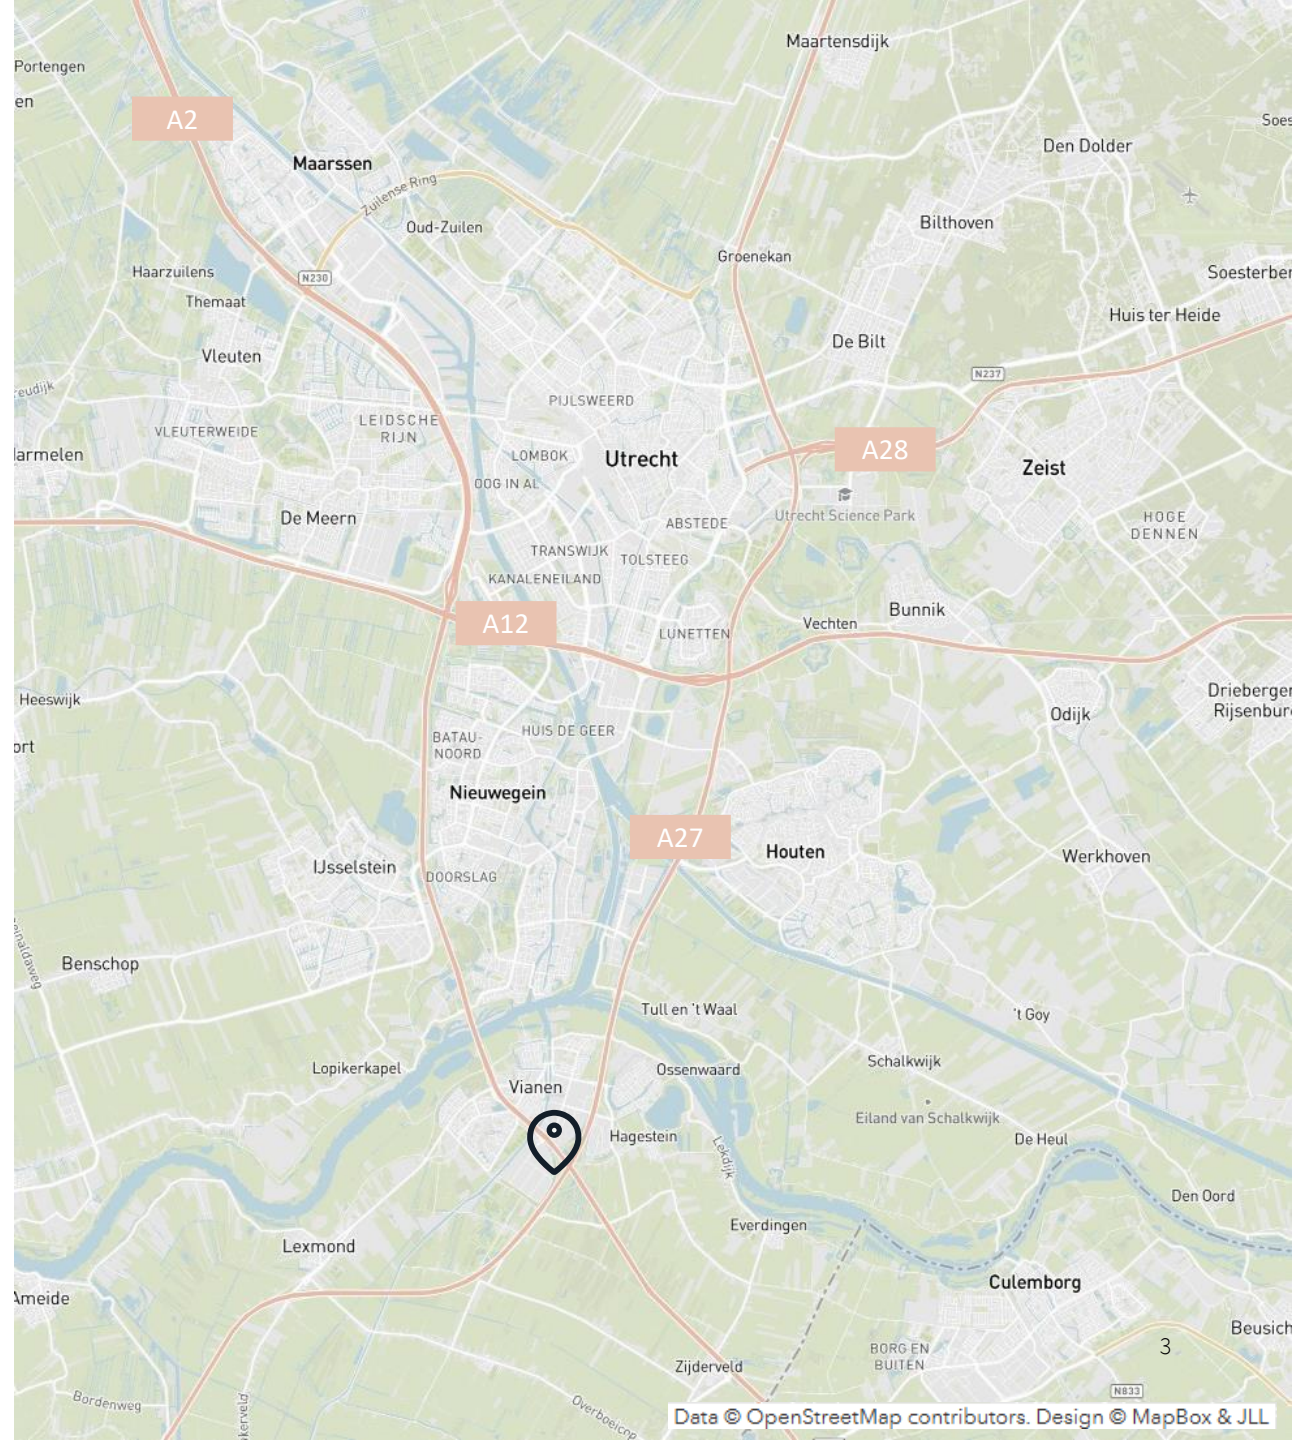 Maartensdijk
Portengen
en
A2
Soes
Den Dolder
Maarssen
Zuilense Ring
Bilthoven
Oud-Zuilen
Groenekan
Haarzuilens
N230
Soesterber
Themaat
Huis ter Heide
De Bilt
Vleuten
N237
eudijk
PIJLSWEERD
LEIDSCHE
RIJN
VLEUTERWEIDE
A28
armelen
LOMBOK
Utrecht
Zeist
OOG IN AL
Utrecht Science Park
De Meern
ABSTEDE
HOGE
DENNEN
TRANSWIJK
TOLSTEEG
KANALENEILAND
Bunnik
A12
Vechten
LUNETTEN
Heeswijk
Drieberger
Rijsenbur
Odijk
HUIS DE GEER
BATAU-
NOORD
ort
Nieuwegein
A27
Houten
Werkhoven
IJsselstein
DOORSLAG
einaldaweg
Benschop
Tull en 't Waal
't Goy
Schalkwijk
Lopikerkapel
Ossenwaard
Vianen
Eiland van Schalkwijk
Hagestein
De Heul
Lekdijk
Den Oord
Everdingen
Lexmond
Culemborg
Ameide
Beusich
3
BORG EN
BUITEN
Zijderveld
N833
Bordenweg
kerveld
Overboeicop
Data © OpenStreetMap contributors. Design © MapBox & JLL